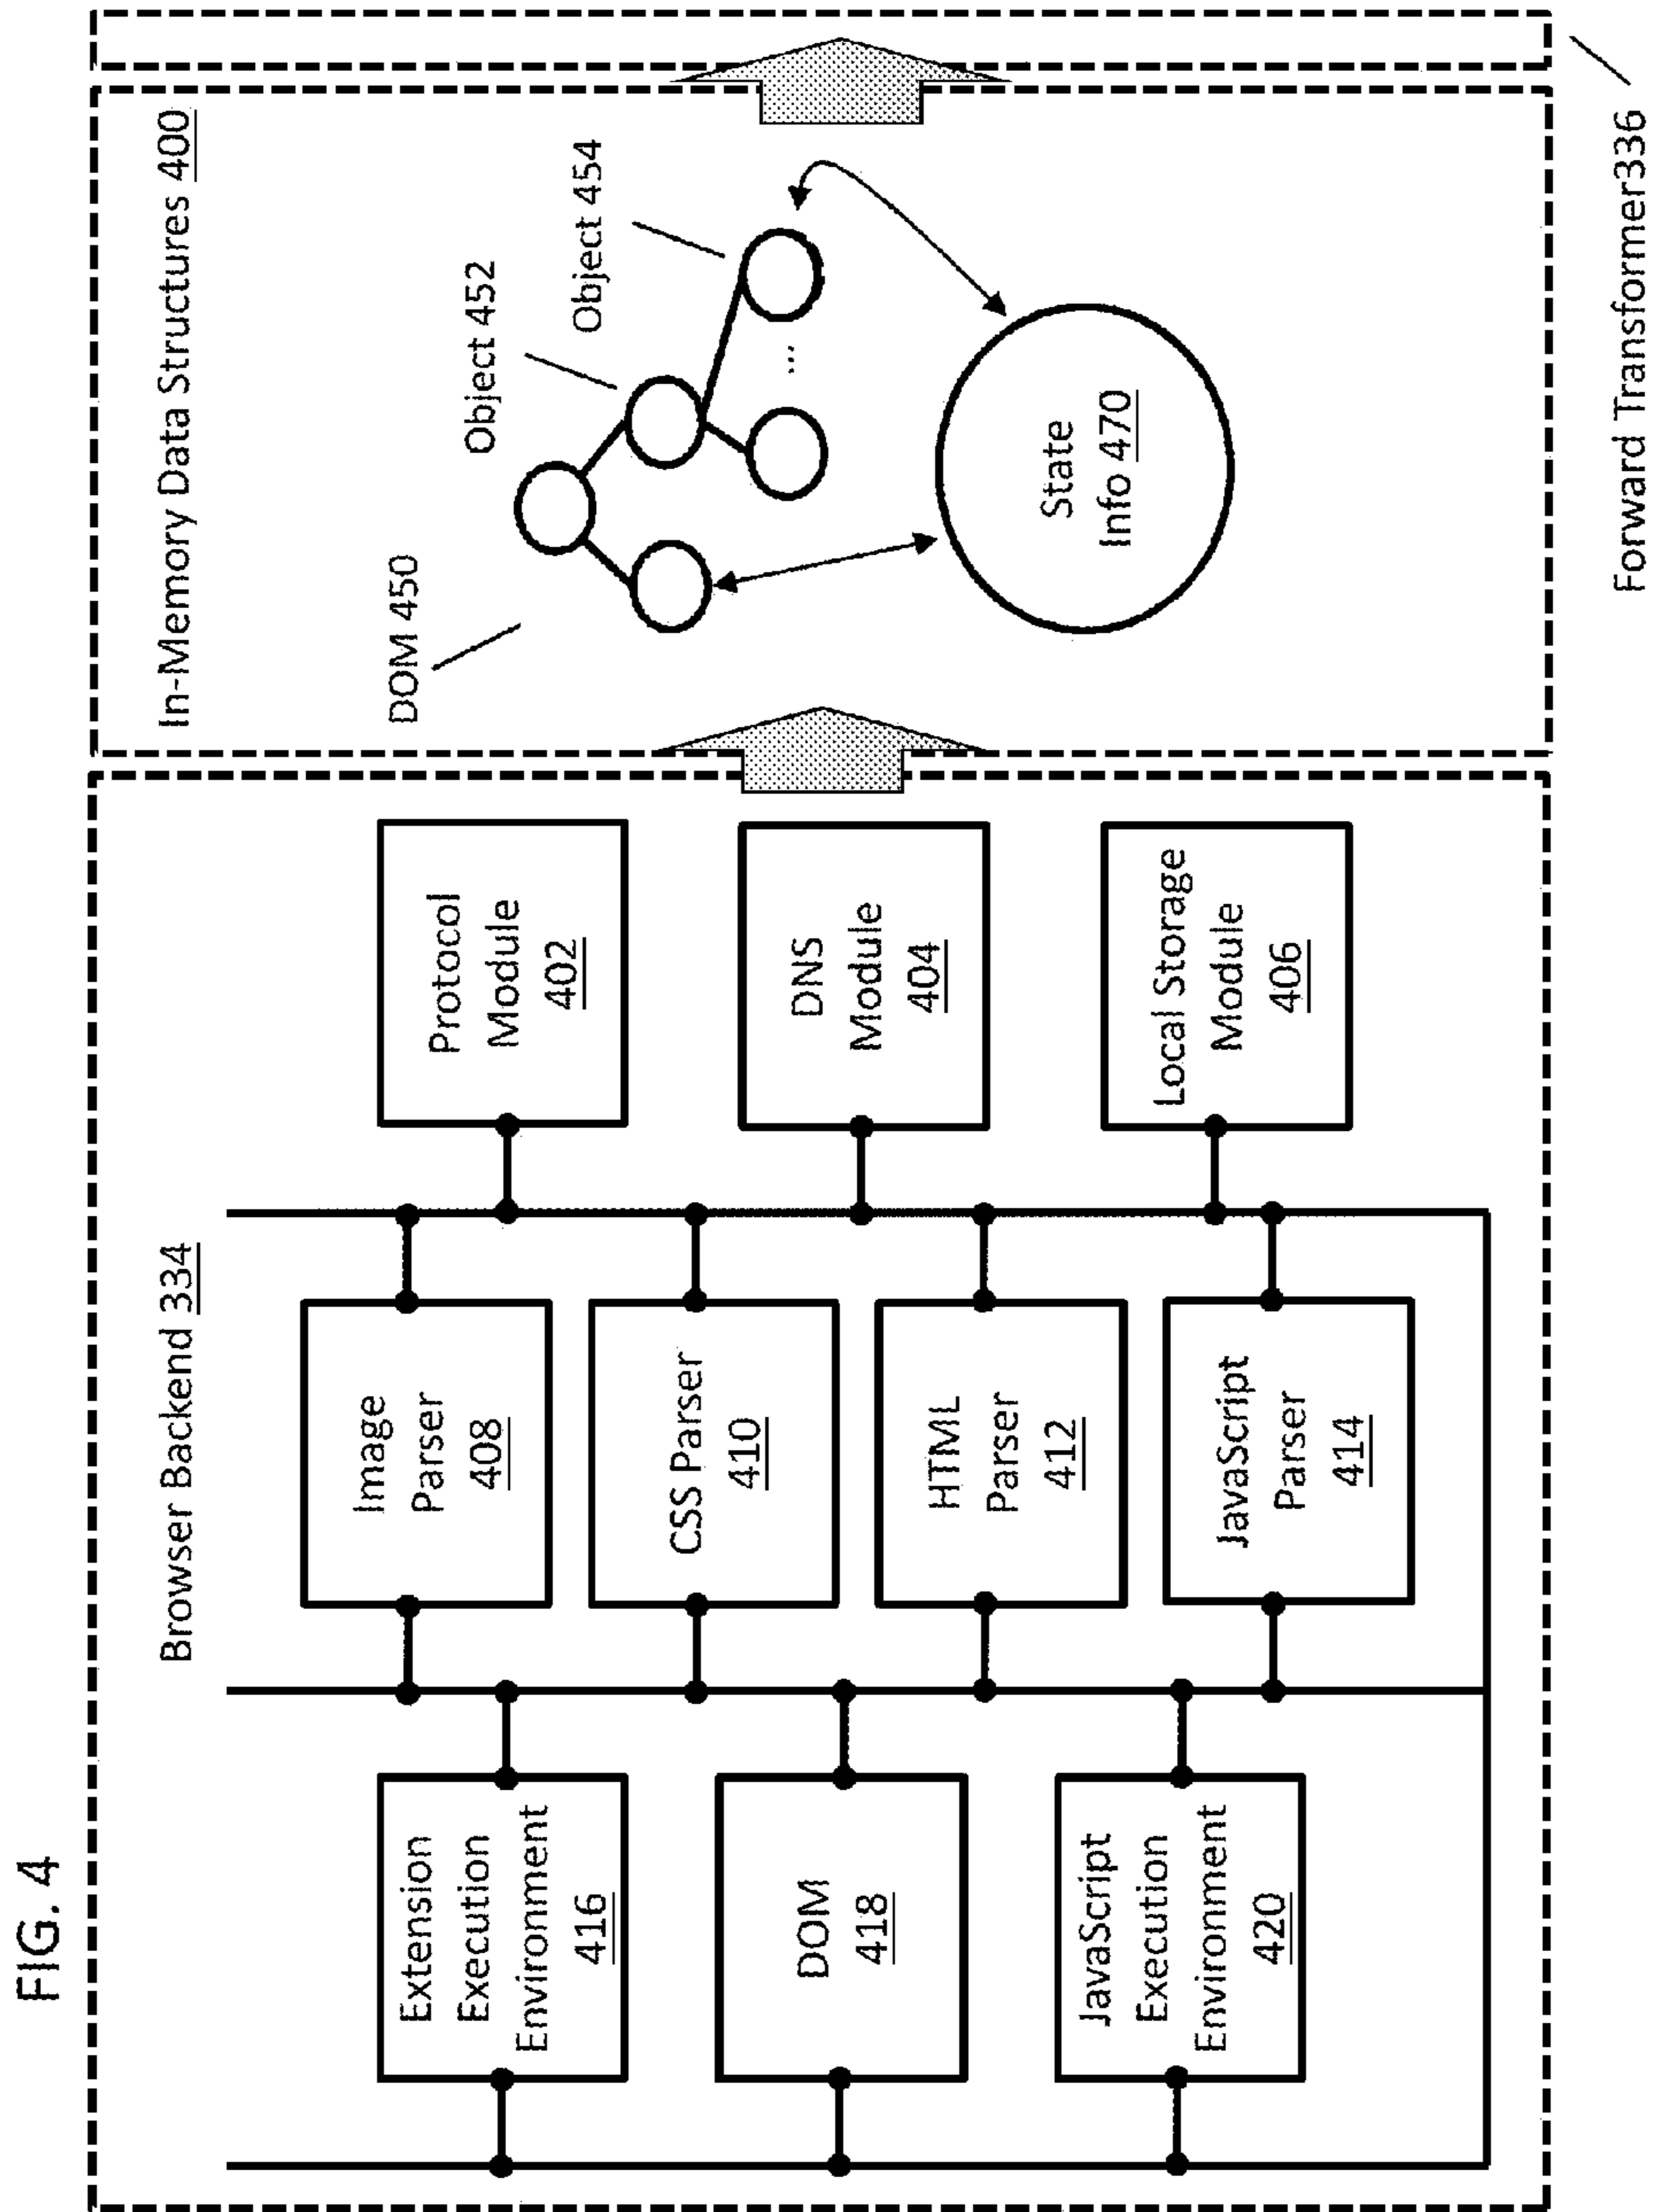 FIG. 4
Browser Backend 334
Extension
Execution
Environment
416
DOM
418
JavaScript
Execution
Environment
420
Image
Parser
408
CSS Parser
410
HTML
Parser
412
JavaScript
Parser
414
Protocol
Module
402
DNS
Module
404
Local Storage
Module
406
In-Memory Data Structures 400
DOM 450
Object 452
Object 454
...
State
Info 470
Forward Transformer336